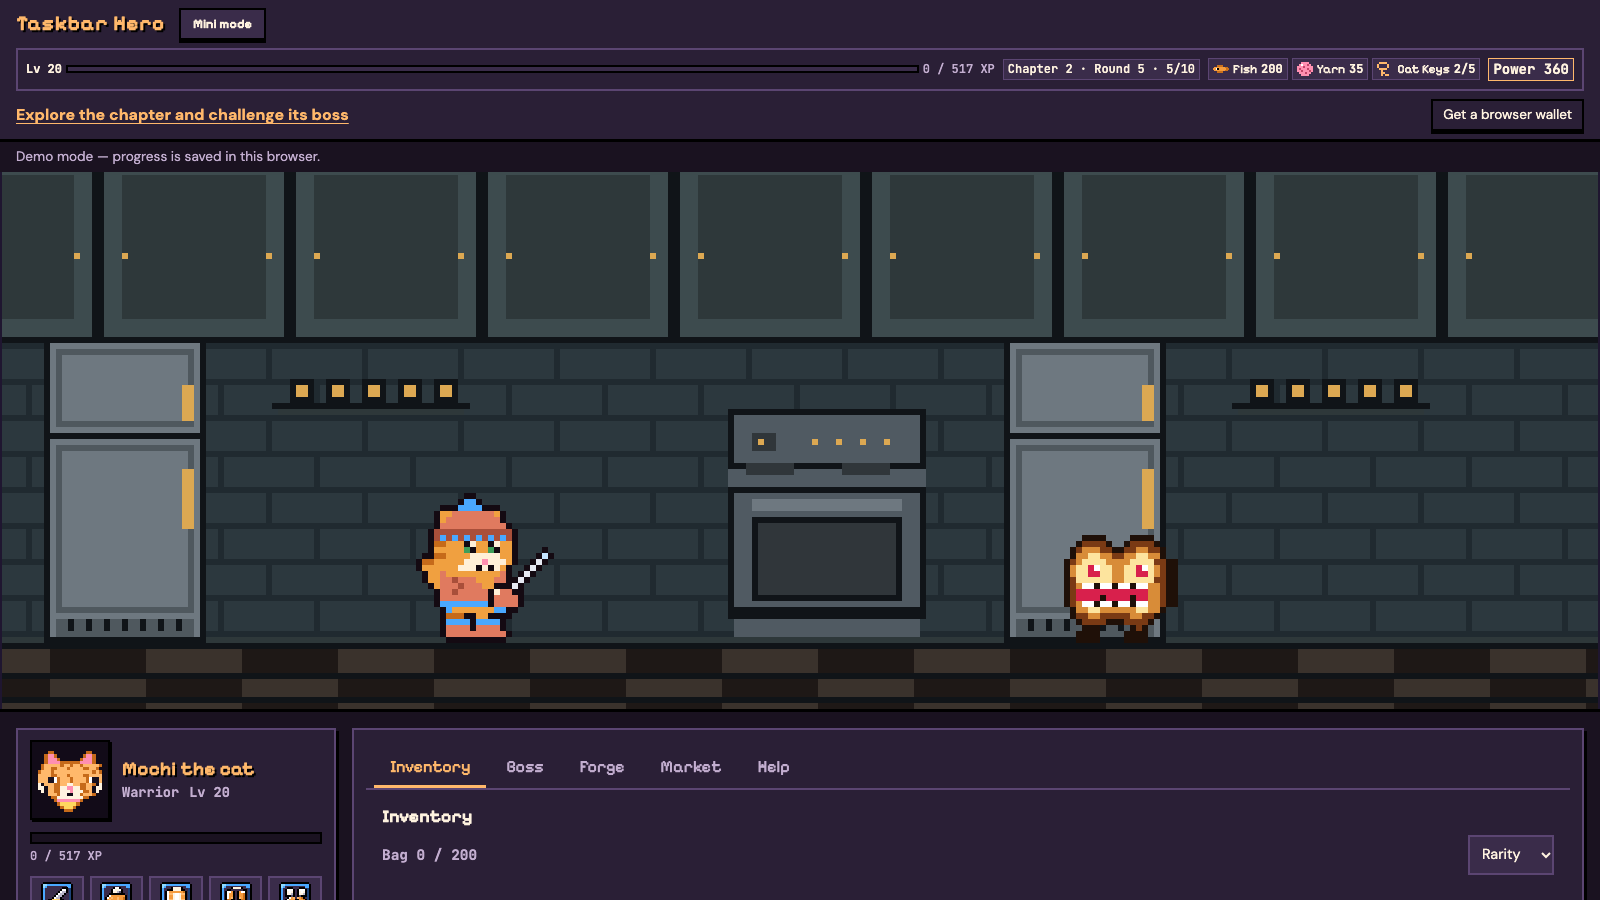 Taskbar Hero
Mini mode
Lv 20
0 / 517 XP
Chapter 2 · Round 5 · 5/10
Fish 200
Yarn 35
Cat Keys 2/5
Power 360
Explore the chapter and challenge its boss
Get a browser wallet
Demo mode — progress is saved in this browser.
Mochi the cat
Warrior Lv 20
0 / 517 XP
Inventory
Boss
Forge
Market
Help
Inventory
Bag 0 / 200
Rarity